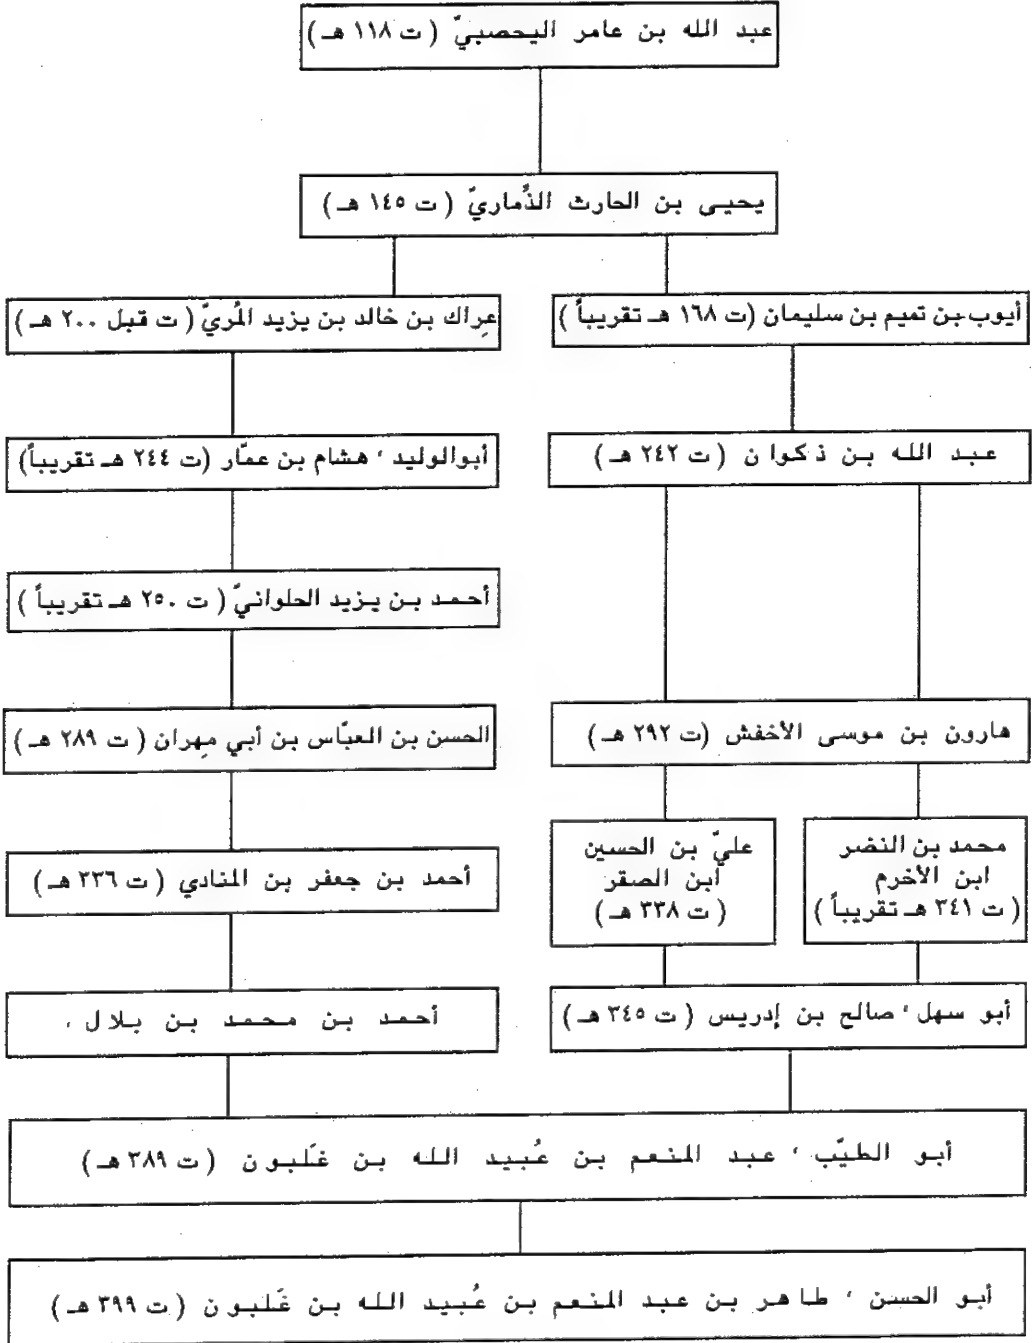 عبد الله بن عامر اليحصبيّ ( ت ١١٨ هـ )
يحيى بن الحارث الذِّماريّ ( ت ١٤٥ هـ )
أيوب بن تميم بن سليمان (ت ١٦٨ هـ تقريباً )
عِراك بن خالد بن يزيد المُريّ ( ت قبل ٢٠٠ هـ )
عبد الله بن ذكوان ( ت ٢٤٢ هـ )
أبوالوليد ، هشام بن عمّار (ت ٢٤٤ هـ تقريباً)
أحمد بن يزيد الحلوانيّ ( ت ٢٥٠ هـ تقريباً )
هارون بن موسى الأخفش (ت ٢٩٢ هـ )
الحسن بن العبّاس بن أبي مِهران ( ت ٢٨٩ هـ )
محمد بن النضر
ابن الأخرم
( ت ٣٤١ هـ تقريباً )
عليّ بن الحسين
ابن الصقر
( ت ٣٣٨ هـ )
أحمد بن جعفر بن المنادي ( ت ٣٣٦ هـ )
أبو سهل ، صالح بن إدريس ( ت ٣٤٥ هـ )
أحمد بن محمد بن بلال ،
أبو الطيّب ، عبد المنعم بن عُبيد الله بن غَلبون ( ت ٣٨٩ هـ )
أبو الحسن ، طاهر بن عبد المنعم بن عُبيد الله بن غَلبون ( ت ٣٩٩ هـ )